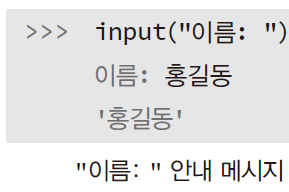 >>> input("이름: ")
이름: 홍길동
'홍길동'
"이름: " 안내 메시지